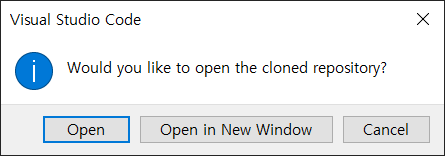 Visual Studio Code
Would you like to open the cloned repository?
Open
Open in New Window
Cancel